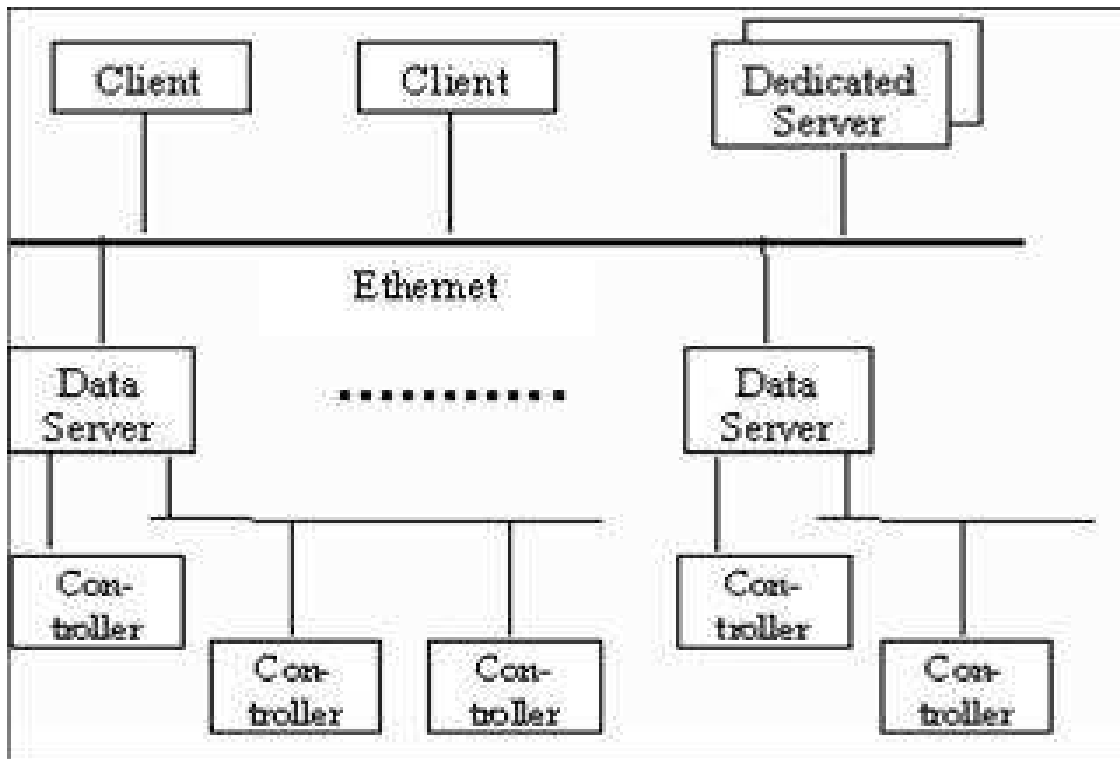 Client
Client
Dedicated
Server
Ethernet
Data
Server
Data
Server
Con-
troller
Con-
troller
Con-
troller
Con-
troller
Con-
troller